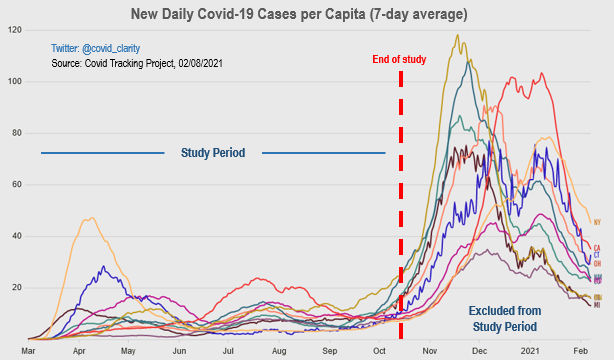 New Daily Covid-19 Cases per Capita (7-day average)
120
Twitter: @covid_clarity
Source: Covid Tracking Project, 02/08/2021
End of study
100
80
Study Period
60
40
20
NY
CA
CT
OH
MI
Excluded from
Study Period
Mar
Apr
May
Jun
Jul
Aug
Sep
Oct
Nov
Dec
2021
Feb